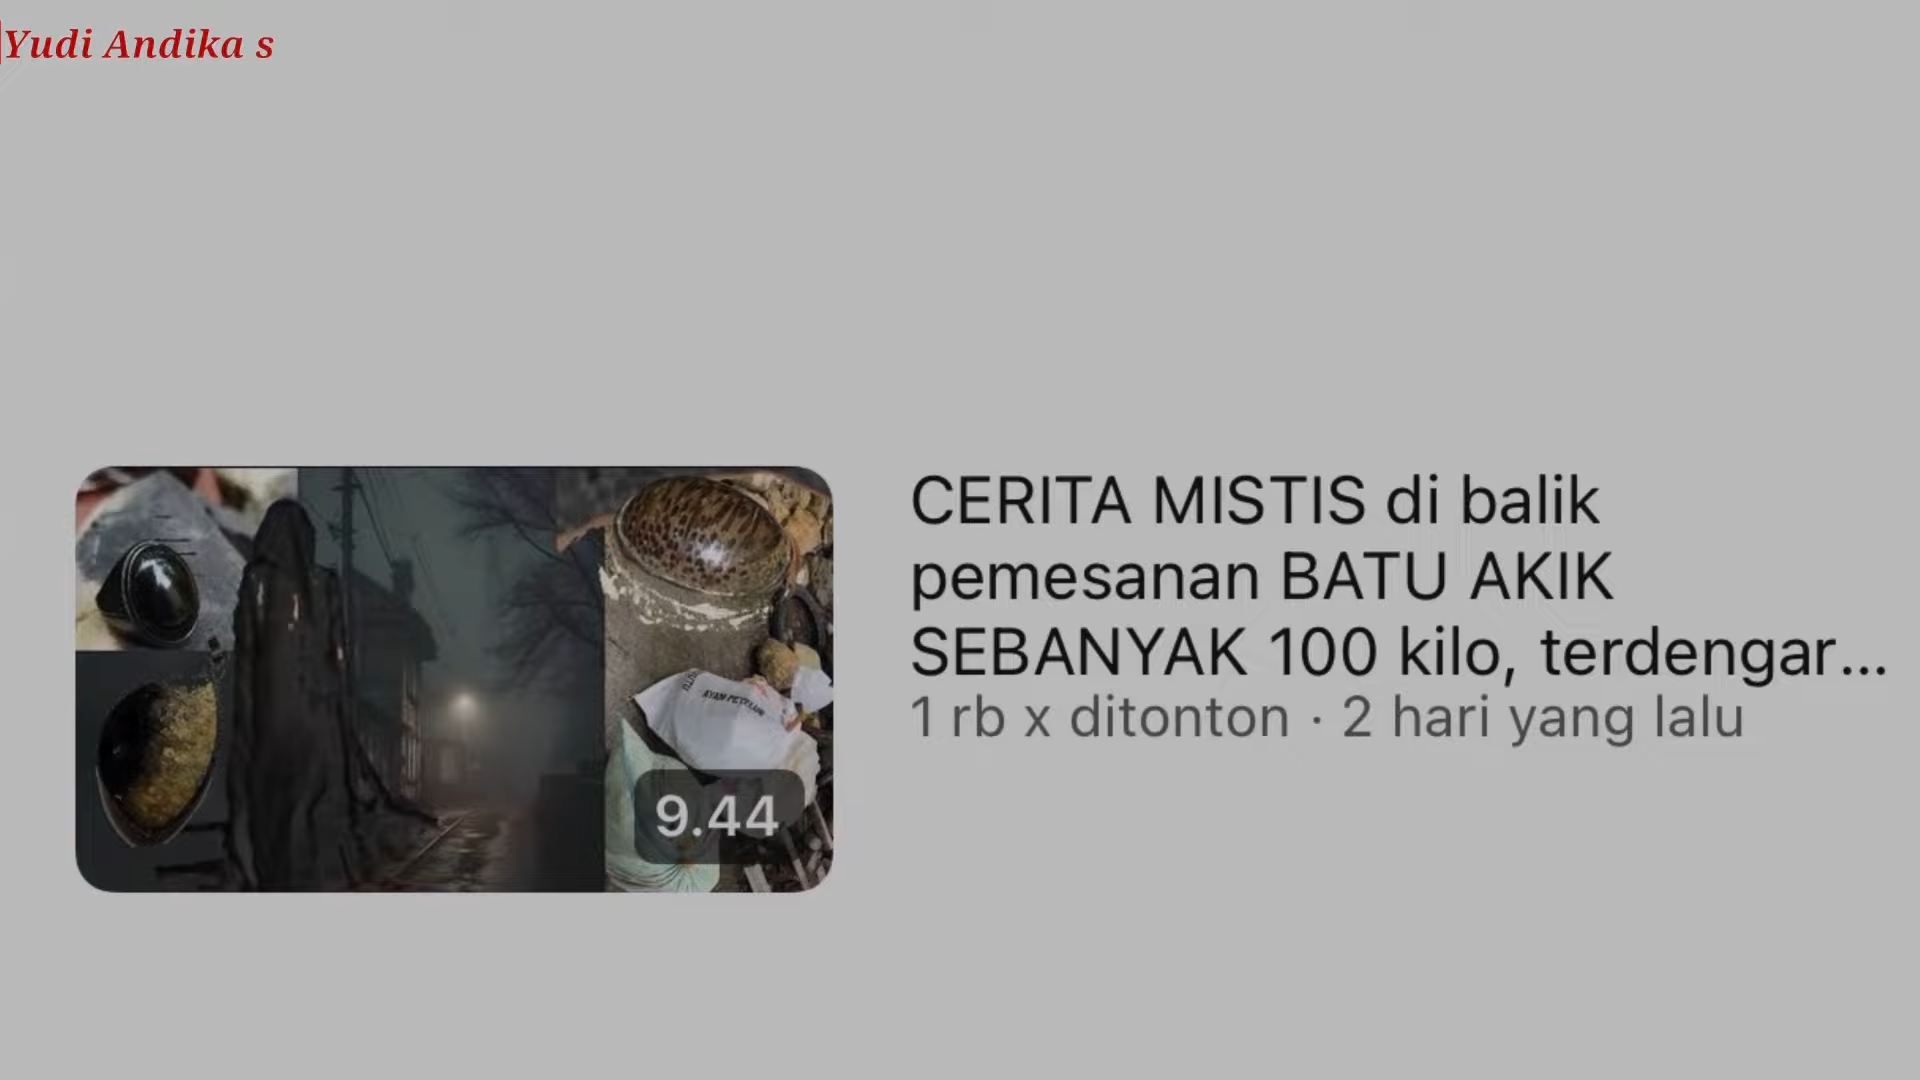 Yudi Andika s
CERITA MISTIS di balik
pemesanan BATU AKIK
SEBANYAK 100 kilo, terdengar...
1 rb x ditonton · 2 hari yang lalu
9.44